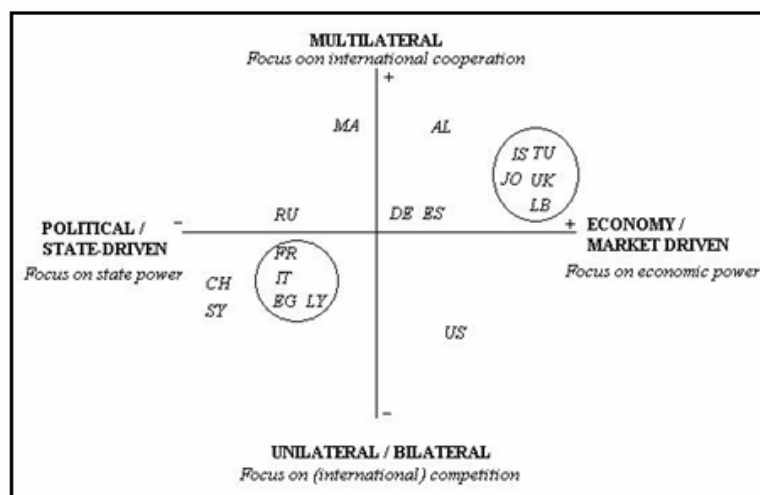 MULTILATERAL
Focus oon international cooperation
+
MA AL
IS TU
JO UK
LB
RU DE ES
POLITICAL /
STATE-DRIVEN
Focus on state power
–
+
ECONOMY /
MARKET DRIVEN
Focus on economic power
FR
IT
EG LY
CH
SY
US
–
UNILATERAL / BILATERAL
Focus on (international) competition